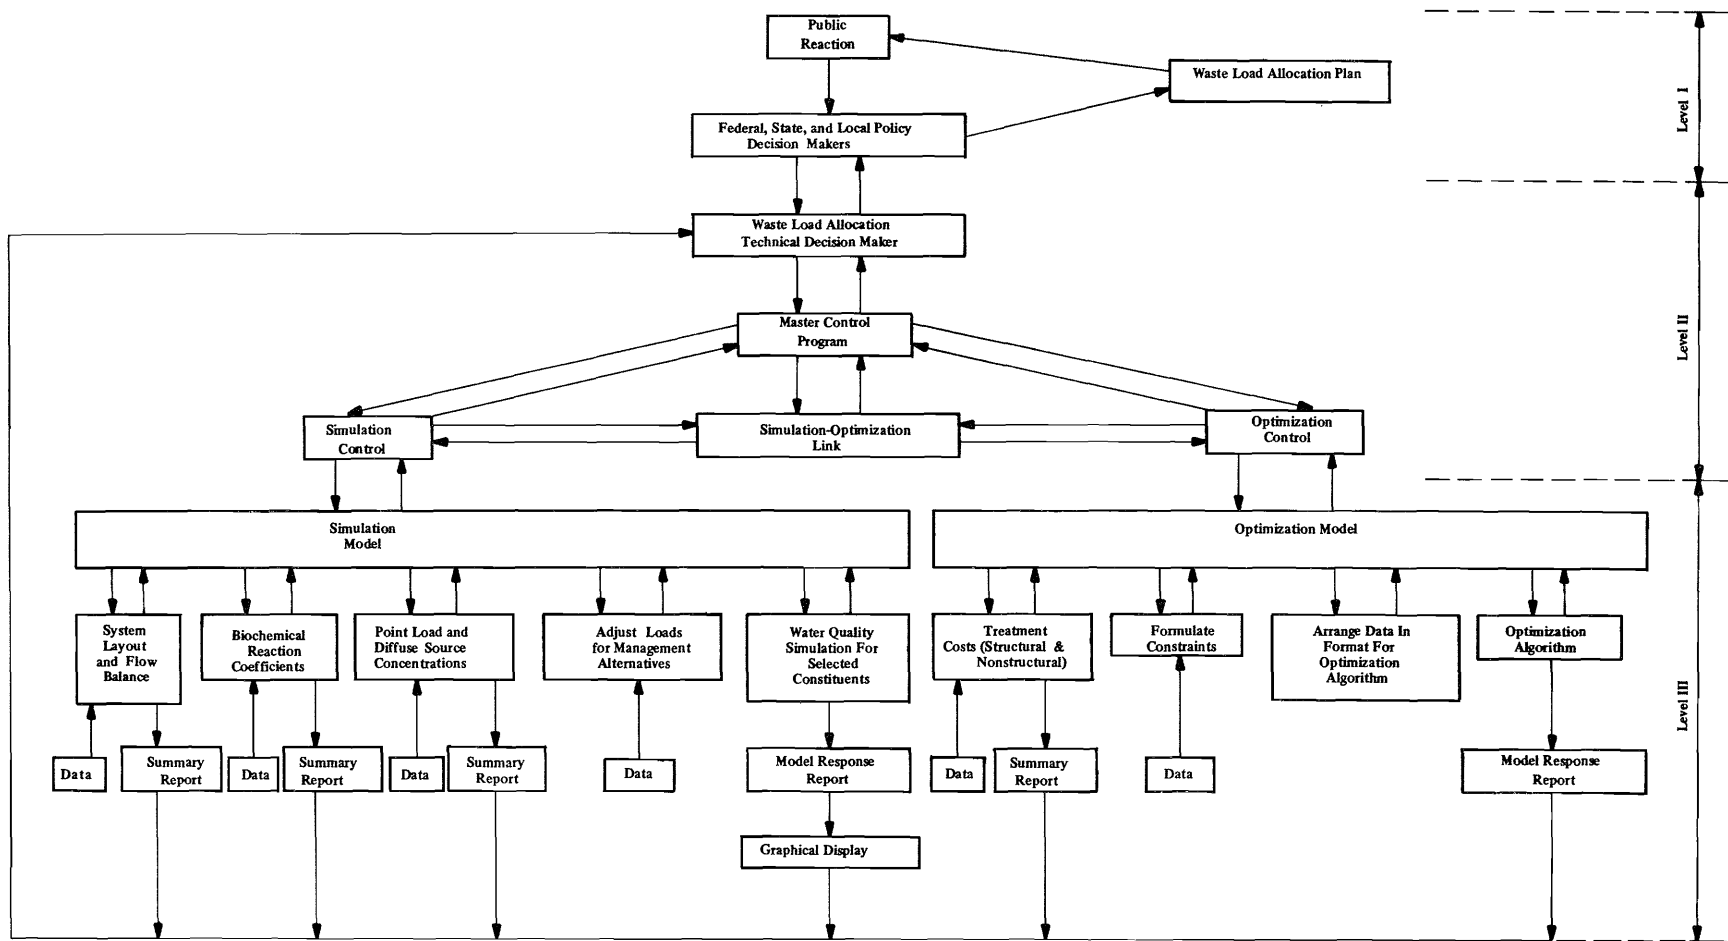 Public
Reaction
Waste Load Allocation Plan
Level I
Federal, State, and Local Policy
Decision Makers
Waste Load Allocation
Technical Decision Maker
Level II
Master Control
Program
Simulation
Control
Simulation-Optimization
Link
Optimization
Control
Simulation
Model
Optimization Model
Level III
System
Layout
and Flow
Balance
Biochemical
Reaction
Coefficients
Point Load and
Diffuse Source
Concentrations
Adjust Loads
for Management
Alternatives
Water Quality
Simulation For
Selected
Constituents
Treatment
Costs (Structural &
Nonstructural)
Formulate
Constraints
Arrange Data In
Format For
Optimization
Algorithm
Optimization
Algorithm
Data
Summary
Report
Data
Summary
Report
Data
Summary
Report
Data
Model Response
Report
Data
Summary
Report
Data
Model Response
Report
Graphical Display